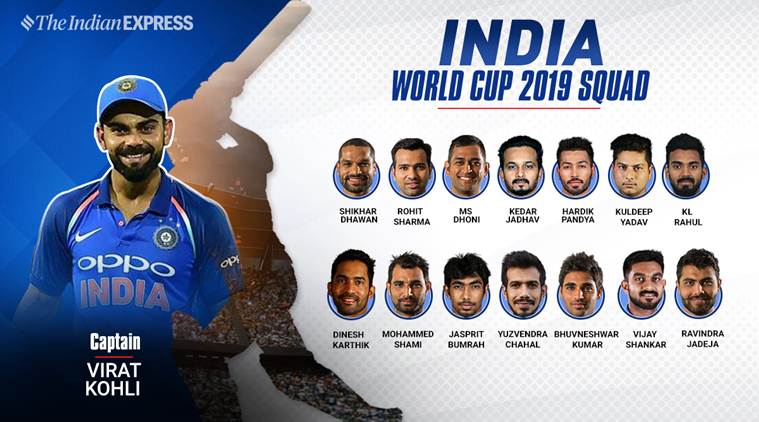 The Indian EXPRESS
INDIA
WORLD CUP 2019 SQUAD
SHIKHAR
DHAWAN
ROHIT
SHARMA
MS
DHONI
KEDAR
JADHAV
HARDIK
PANDYA
KULDEEP
YADAV
KL
RAHUL
DINESH
KARTHIK
MOHAMMED
SHAMI
JASPRIT
BUMRAH
YUZVENDRA
CHAHAL
BHUVNESHWAR
KUMAR
VIJAY
SHANKAR
RAVINDRA
JADEJA
oppo
INDIA
Captain
VIRAT
KOHLI